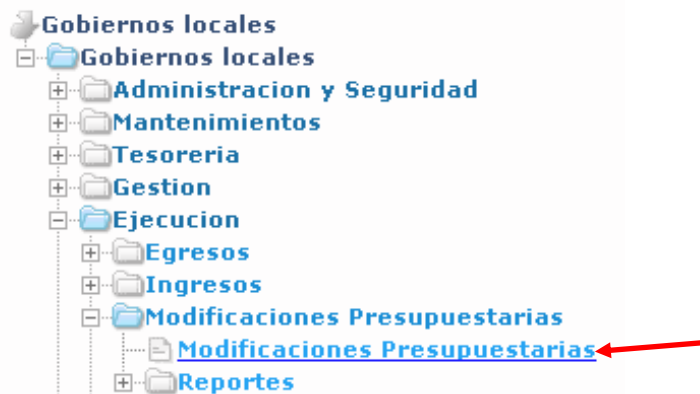 Gobiernos locales
Gobiernos locales
Administracion y Seguridad
Mantenimientos
Tesoreria
Gestion
Ejecucion
Egresos
Ingresos
Modificaciones Presupuestarias
Modificaciones Presupuestarias
Reportes